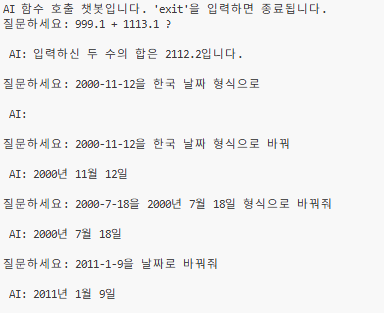 AI 함수 호출 챗봇입니다. 'exit'을 입력하면 종료됩니다.
질문하세요: 999.1 + 1113.1 ?
AI: 입력하신 두 수의 합은 2112.2입니다.
질문하세요: 2000-11-12을 한국 날짜 형식으로
AI:
질문하세요: 2000-11-12을 한국 날짜 형식으로 바꿔
AI: 2000년 11월 12일
질문하세요: 2000-7-18을 2000년 7월 18일 형식으로 바꿔줘
AI: 2000년 7월 18일
질문하세요: 2011-1-9을 날짜로 바꿔줘
AI: 2011년 1월 9일